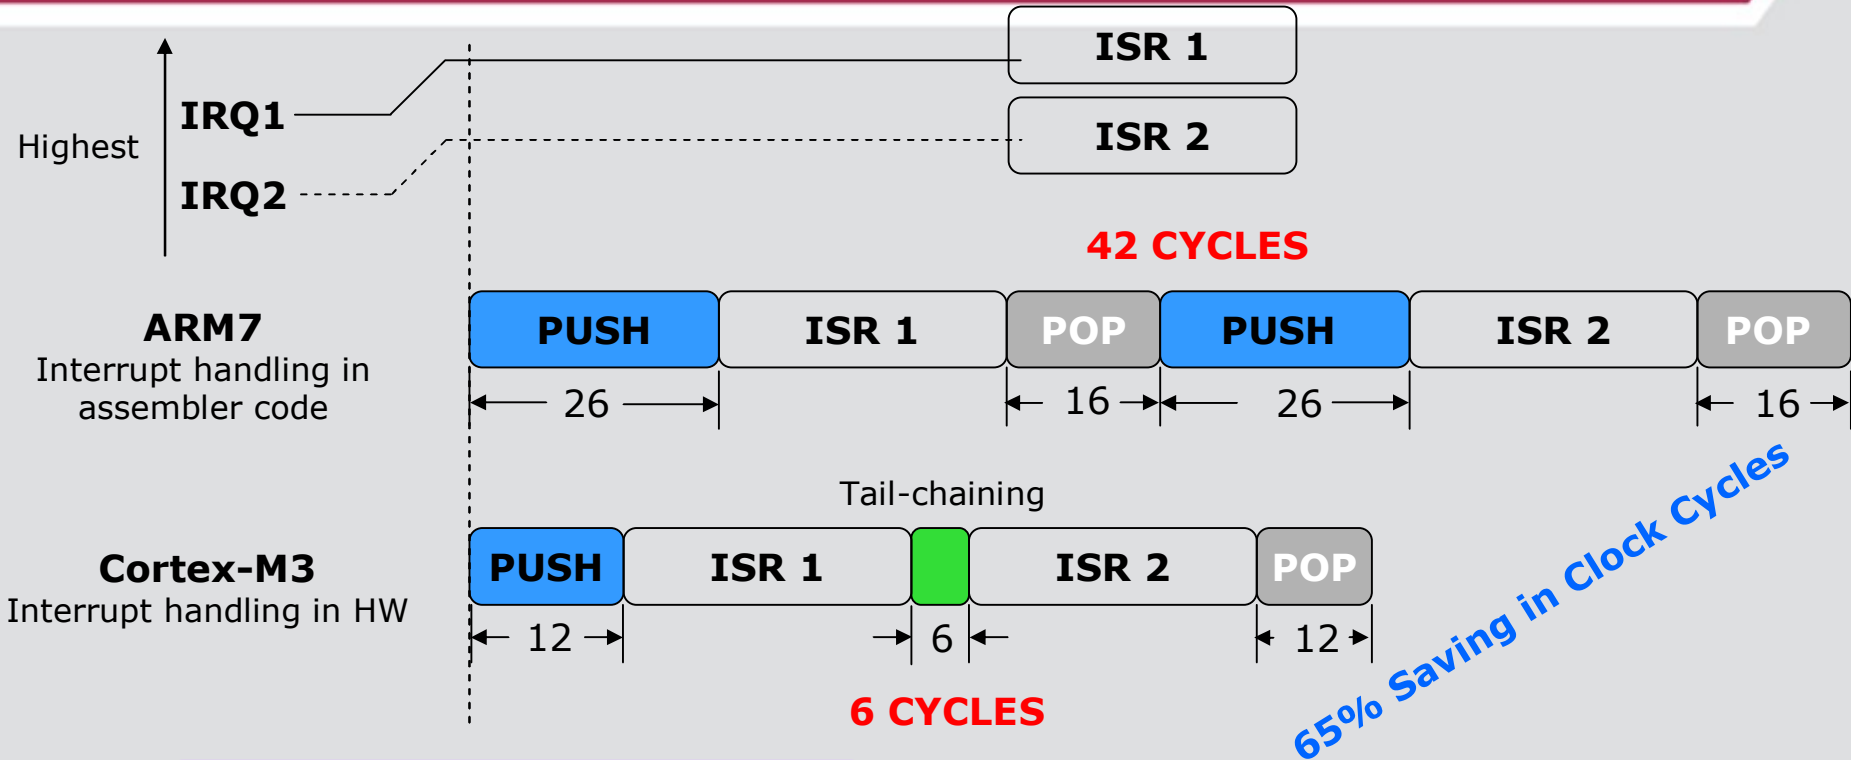 ISR 1
IRQ1
Highest
ISR 2
IRQ2
42 CYCLES
ARM7
Interrupt handling in
assembler code
PUSH
ISR 1
POP
PUSH
ISR 2
POP
26
16
26
16
Tail-chaining
Cortex-M3
Interrupt handling in HW
PUSH
ISR 1
ISR 2
POP
12
6
12
6 CYCLES
65% Saving in Clock Cycles